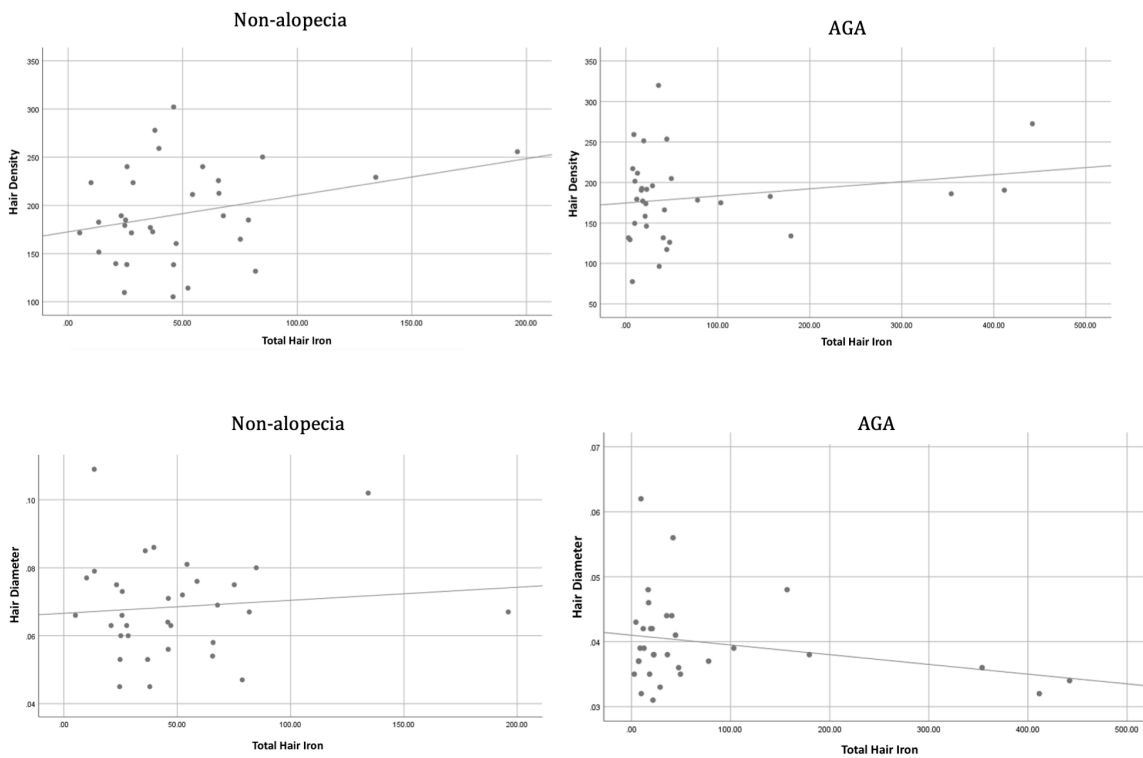 Non-alopecia
350
300
250
200
150
100
Hair Density
.00 50.00 100.00 150.00 200.00
Total Hair Iron
AGA
350
300
250
200
150
100
50
Hair Density
.00 100.00 200.00 300.00 400.00 500.00
Total Hair Iron
Non-alopecia
.10
.08
.06
.04
Hair Diameter
.00 50.00 100.00 150.00 200.00
Total Hair Iron
AGA
.07
.06
.05
.04
.03
Hair Diameter
.00 100.00 200.00 300.00 400.00 500.00
Total Hair Iron